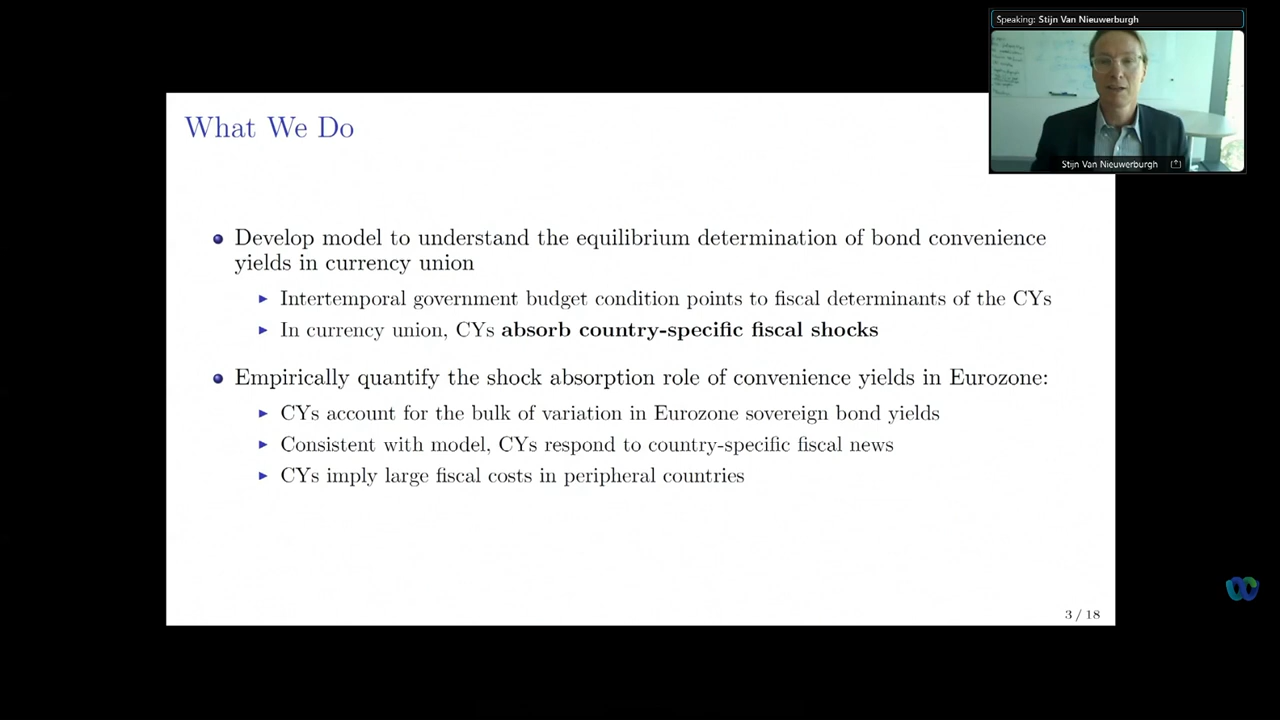 Speaking: Stijn Van Nieuwerburgh
Stijn Van Nieuwerburgh
What We Do
Develop model to understand the equilibrium determination of bond convenience
yields in currency union
Intertemporal government budget condition points to fiscal determinants of the CYs
In currency union, CYs absorb country-specific fiscal shocks
Empirically quantify the shock absorption role of convenience yields in Eurozone:
CYs account for the bulk of variation in Eurozone sovereign bond yields
Consistent with model, CYs respond to country-specific fiscal news
CYs imply large fiscal costs in peripheral countries
3 / 18